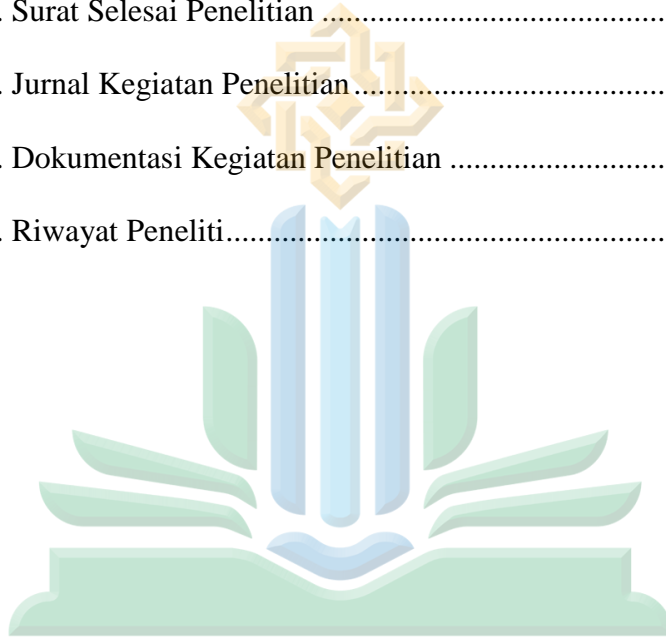 . Surat Selesai Penelitian ..........................................
. Jurnal Kegiatan Penelitian ......................................
. Dokumentasi Kegiatan Penelitian ..........................
. Riwayat Peneliti......................................................